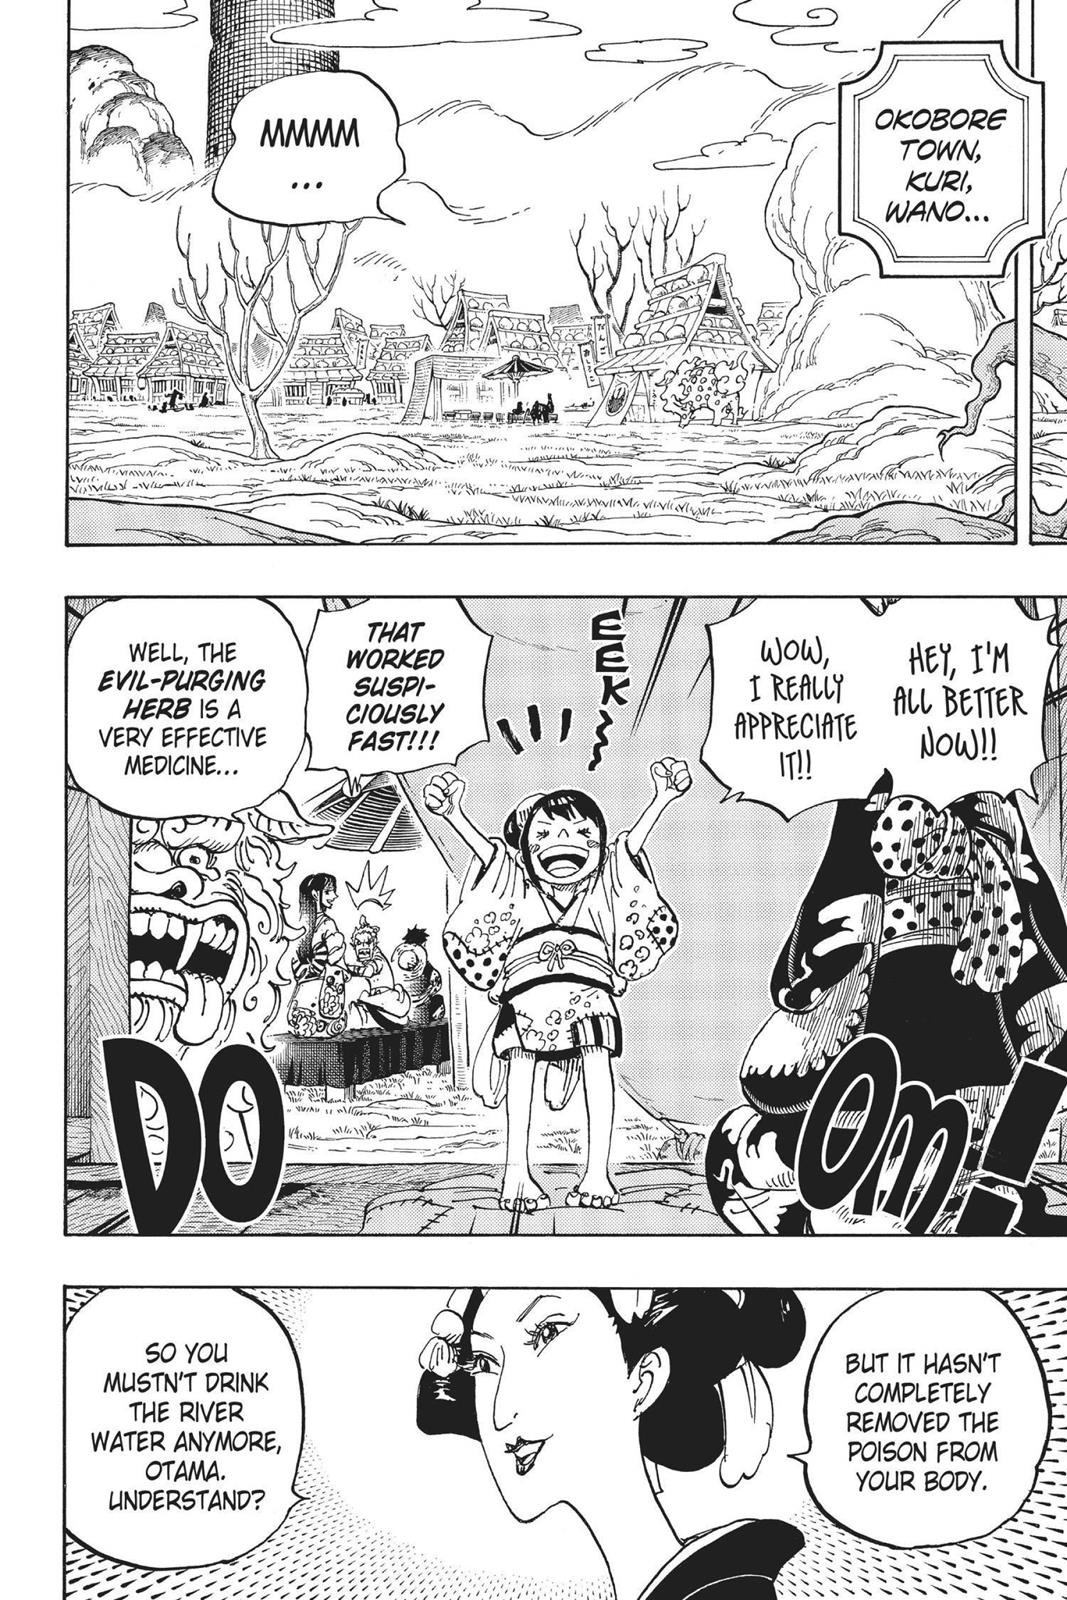 OKOBORE
TOWN,
KURI,
WANO...
MMMM
...
HEY, I'M
ALL BETTER
NOW!!
WOW,
I REALLY
APPRECIATE
IT!!
EEK
THAT
WORKED
SUSPI-
CIOUSLY
FAST!!!
WELL, THE
EVIL-PURGING
HERB IS A
VERY EFFECTIVE
MEDICINE...
DO
OM
BUT IT HASN'T
COMPLETELY
REMOVED THE
POISON FROM
YOUR BODY.
SO YOU
MUSTN'T DRINK
THE RIVER
WATER ANYMORE,
OTAMA.
UNDERSTAND?